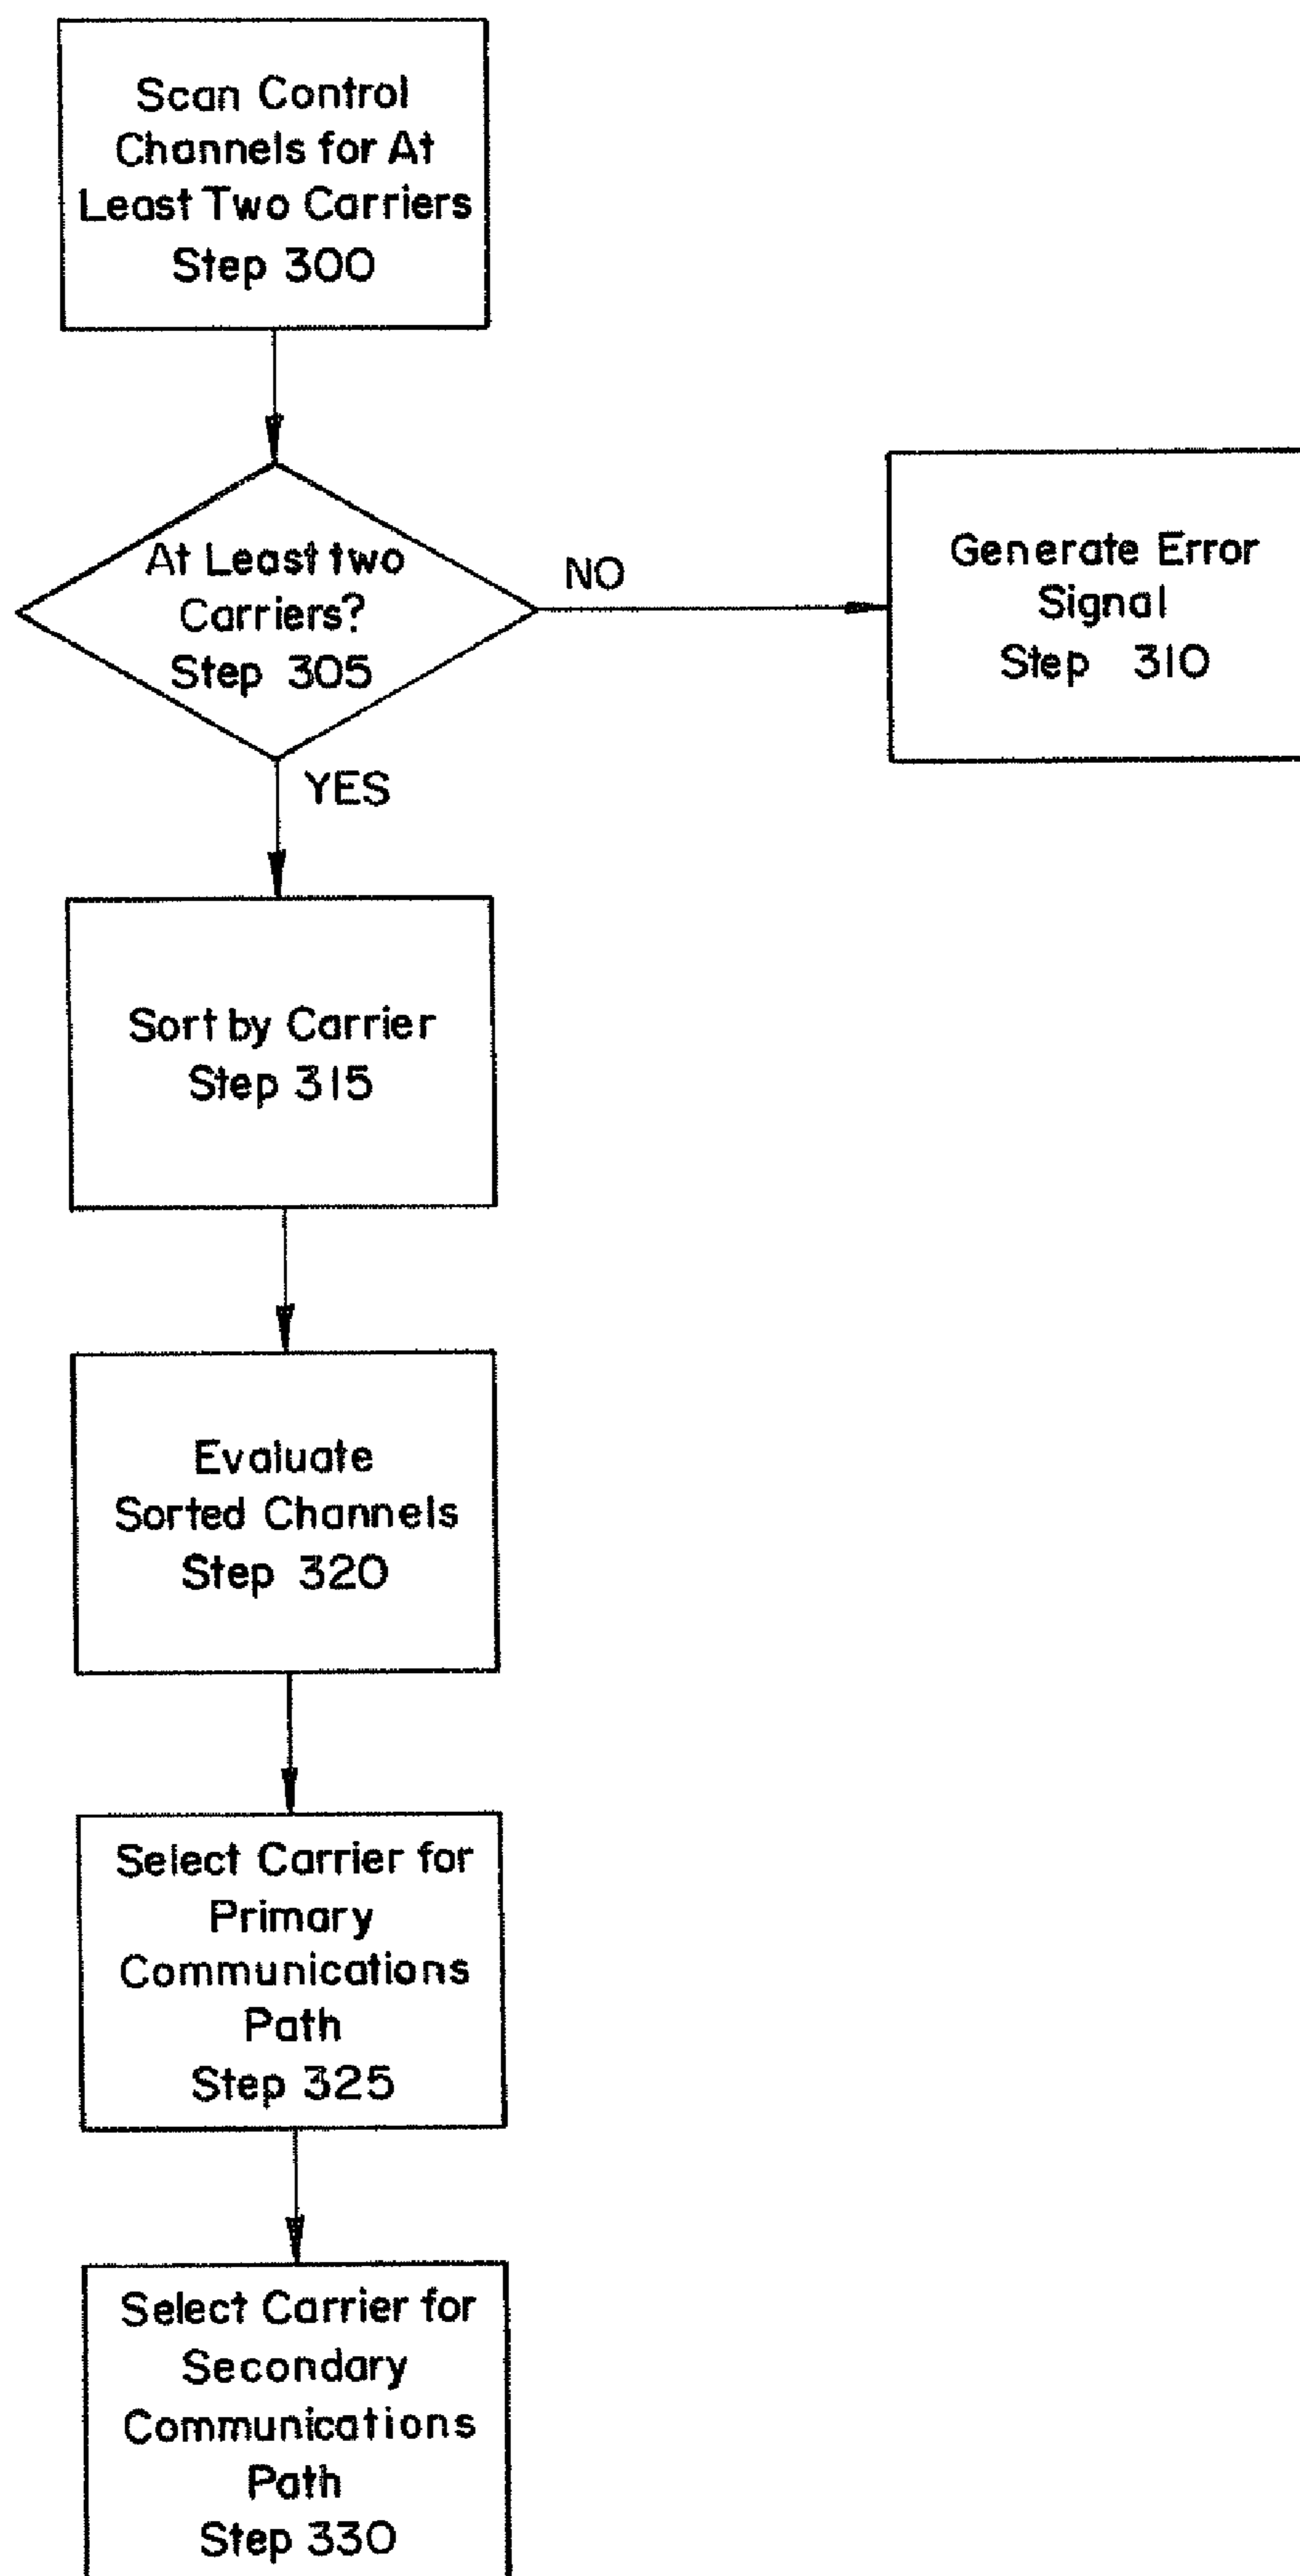 Scan Control
Channels for At
Least Two Carriers
Step 300
At Least two
Carriers?
Step 305
NO
Generate Error
Signal
Step 310
YES
Sort by Carrier
Step 315
Evaluate
Sorted Channels
Step 320
Select Carrier for
Primary
Communications
Path
Step 325
Select Carrier for
Secondary
Communications
Path
Step 330